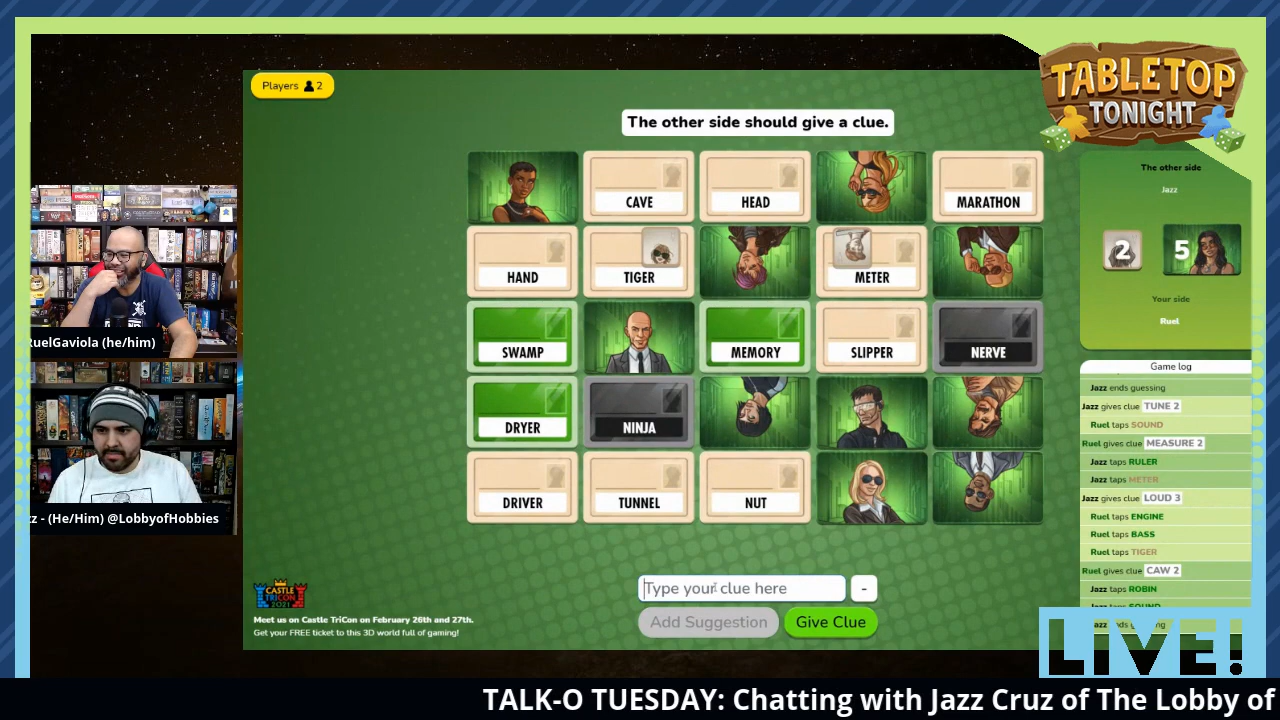 Players 2
TABLETOP
TONIGHT
The other side should give a clue.
CAVE
HEAD
MARATHON
HAND
TIGER
METER
SWAMP
MEMORY
SLIPPER
NERVE
DRYER
NINJA
DRIVER
TUNNEL
NUT
The other side
Jazz
2
5
Your side
Ruel
Game log
Jazz ends guessing
Jazz gives clue TUNE 2
Ruel taps SOUND
Ruel gives clue MEASURE 2
Jazz taps RULER
Jazz taps METER
Jazz gives clue LOUD 3
Ruel taps ENGINE
Ruel taps BASS
Ruel taps TIGER
Ruel gives clue CAW 2
Jazz taps ROBIN
RuelGaviola (he/him)
zz - (He/Him) @LobbyofHobbies
Type your clue here
-
Add Suggestion
Give Clue
CASTLE
TRICON
2021
Meet us on Castle TriCon on February 26th and 27th.
Get your FREE ticket to this 3D world full of gaming!
LIVE!
TALK-O TUESDAY: Chatting with Jazz Cruz of The Lobby of